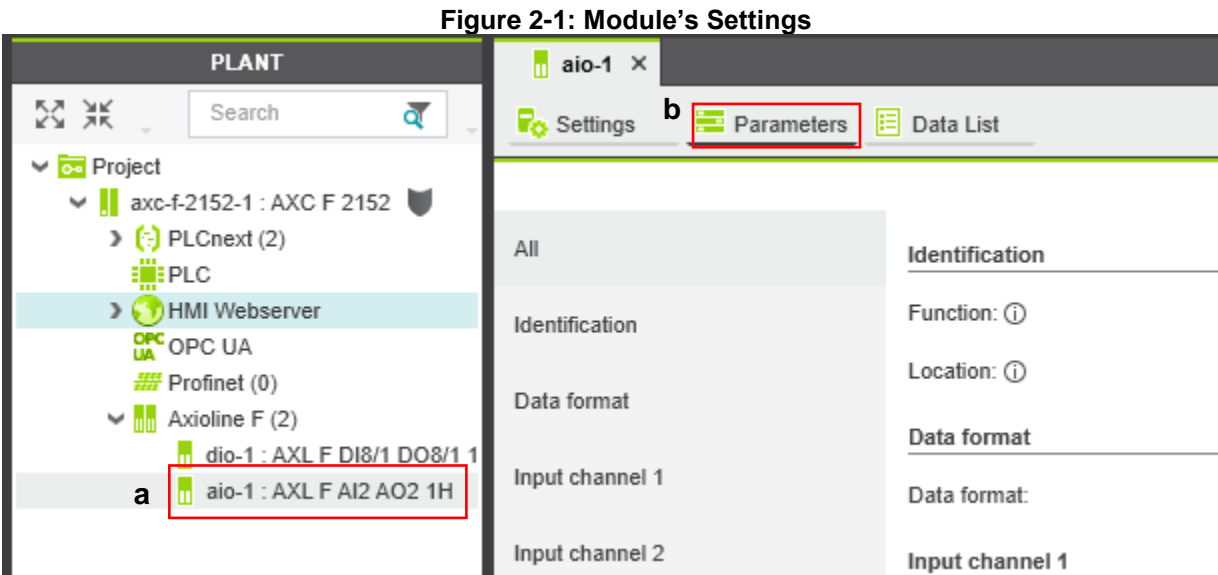 Figure 2-1: Module's Settings
PLANT
Search
Project
axc-f-2152-1 : AXC F 2152
PLCnext (2)
PLC
HMI Webserver
OPC UA OPC UA
Profinet (0)
Axioline F (2)
dio-1 : AXL F DI8/1 DO8/1 1
a aio-1 : AXL F AI2 AO2 1H
aio-1 ×
Settings b Parameters Data List
All
Identification
Data format
Input channel 1
Input channel 2
Identification
Function:
Location:
Data format
Data format:
Input channel 1